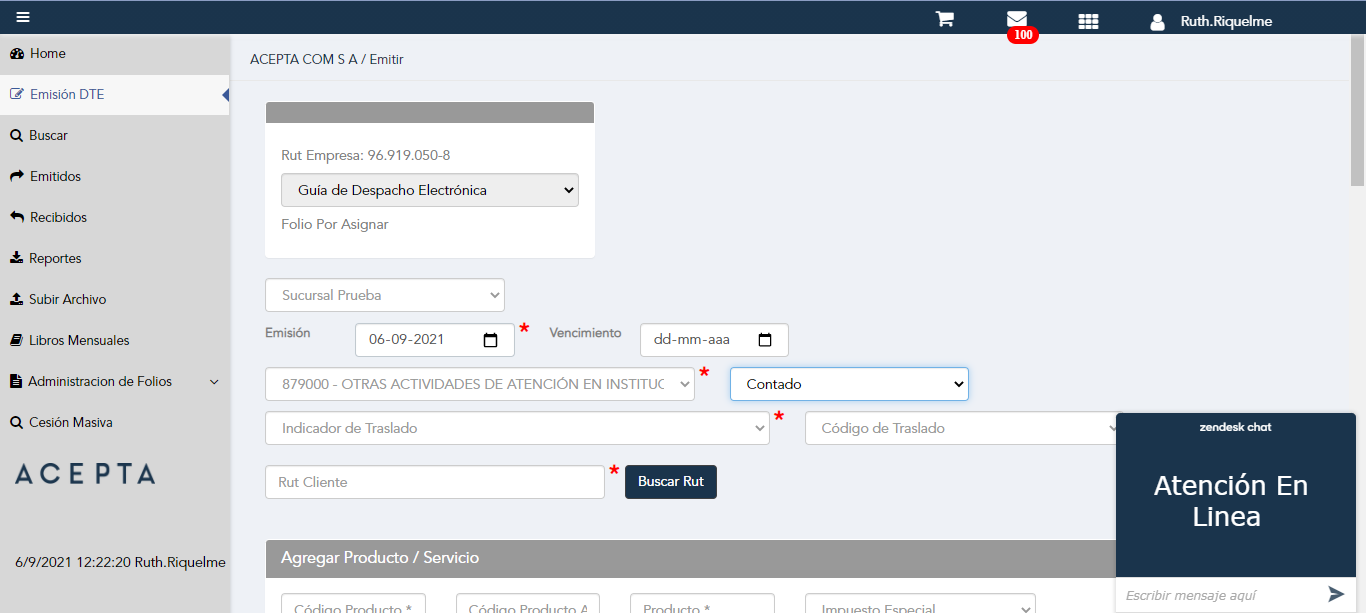 100 Ruth.Riquelme
Home
Emisión DTE
Buscar
Emitidos
Recibidos
Reportes
Subir Archivo
Libros Mensuales
Administracion de Folios
Cesión Masiva
ACEPTA
6/9/2021 12:22:20 Ruth.Riquelme
ACEPTA COM S A / Emitir
Rut Empresa: 96.919.050-8
Guía de Despacho Electrónica
Folio Por Asignar
Sucursal Prueba
Emisión 06-09-2021 * Vencimiento dd-mm-aaa
879000 - OTRAS ACTIVIDADES DE ATENCIÓN EN INSTITUC * Contado
Indicador de Traslado * Código de Traslado
Rut Cliente * Buscar Rut
Agregar Producto / Servicio
Código Producto * Código Producto A Producto * Impuesto Especial
zendesk chat
Atención En
Linea
Escribir mensaje aquí